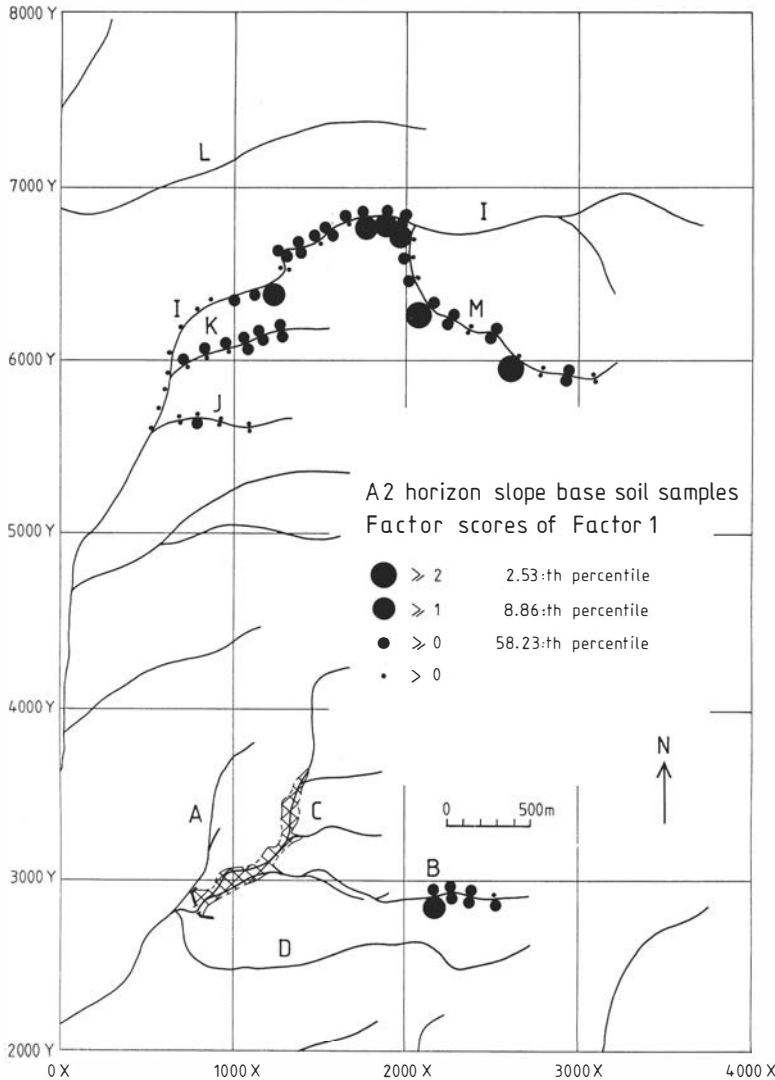 8000 Y
L
7000 Y
I
I
M
K
6000 Y
J
A2 horizon slope base soil samples
Factor scores of Factor 1
5000 Y
⩾ 2 2.53:th percentile
⩾ 1 8.86:th percentile
⩾ 0 58.23:th percentile
> 0
4000 Y
N
A
C
0 500m
B
3000 Y
D
2000 Y
0 X 1000 X 2000 X 3000 X 4000 X